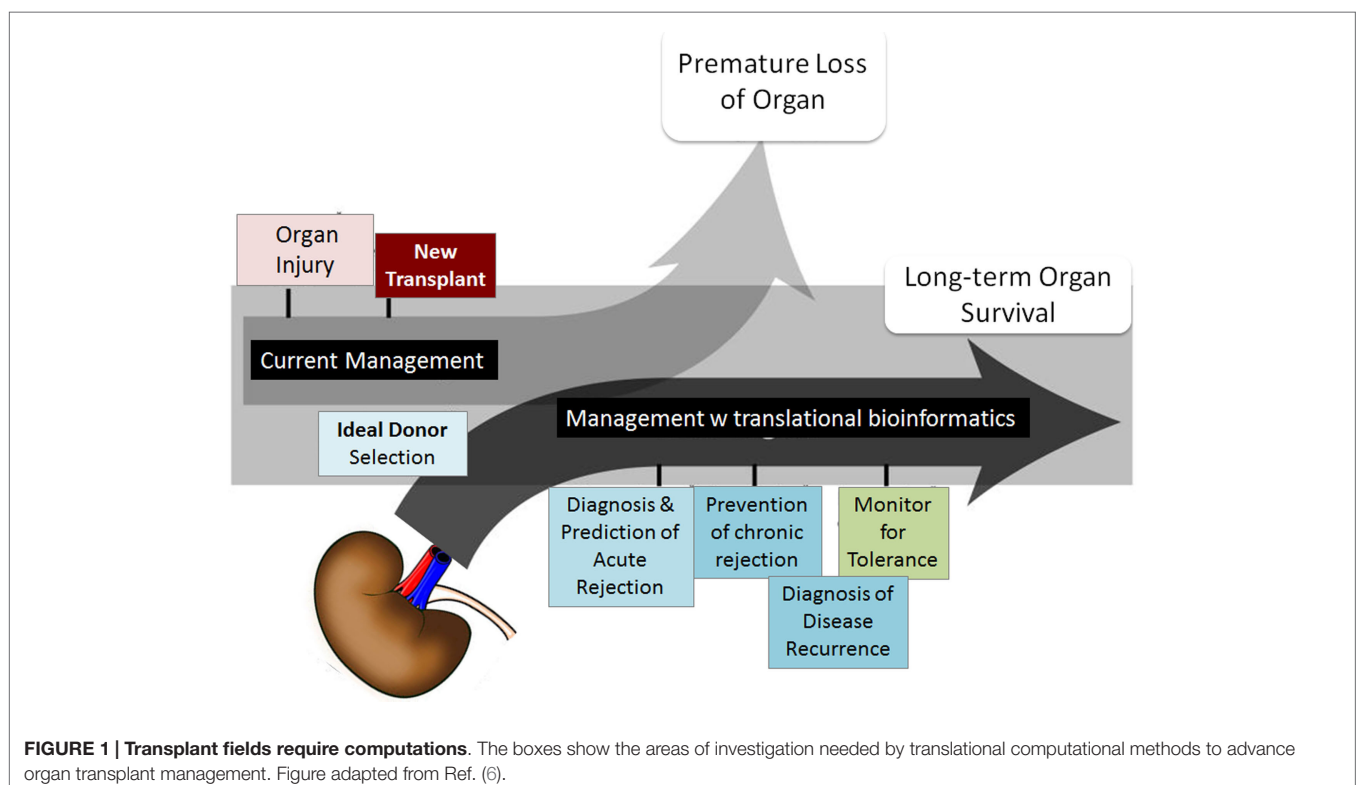 Premature Loss
of Organ
Organ
Injury
New
Transplant
Long-term Organ
Survival
Current Management
Management w translational bioinformatics
Ideal Donor
Selection
Diagnosis &
Prediction of
Acute
Rejection
Prevention
of chronic
rejection
Monitor
for
Tolerance
Diagnosis of
Disease
Recurrence
FIGURE 1 | Transplant fields require computations. The boxes show the areas of investigation needed by translational computational methods to advance
organ transplant management. Figure adapted from Ref. (6).